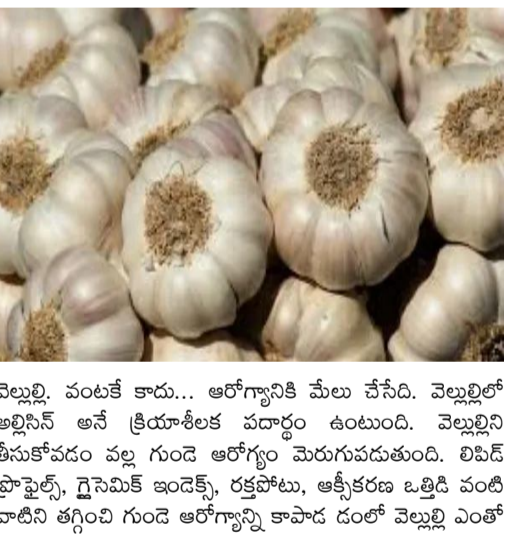 వెల్లుల్లి. వంటకే కాదు... ఆరోగ్యానికి మేలు చేసేది. వెల్లుల్లిలో
అల్లిసిన్ అనే క్రియాశీలక పదార్థం ఉంటుంది. వెల్లుల్లిని
తీసుకోవడం వల్ల గుండె ఆరోగ్యం మెరుగుపడుతుంది. లిపిడ్
ప్రొఫైల్స్, గ్లైసెమిక్ ఇండెక్స్, రక్తపోటు, ఆక్సీకరణ ఒత్తిడి వంటి
వాటిని తగ్గించి గుండె ఆరోగ్యాన్ని కాపాడ డంలో వెల్లుల్లి ఎంతో